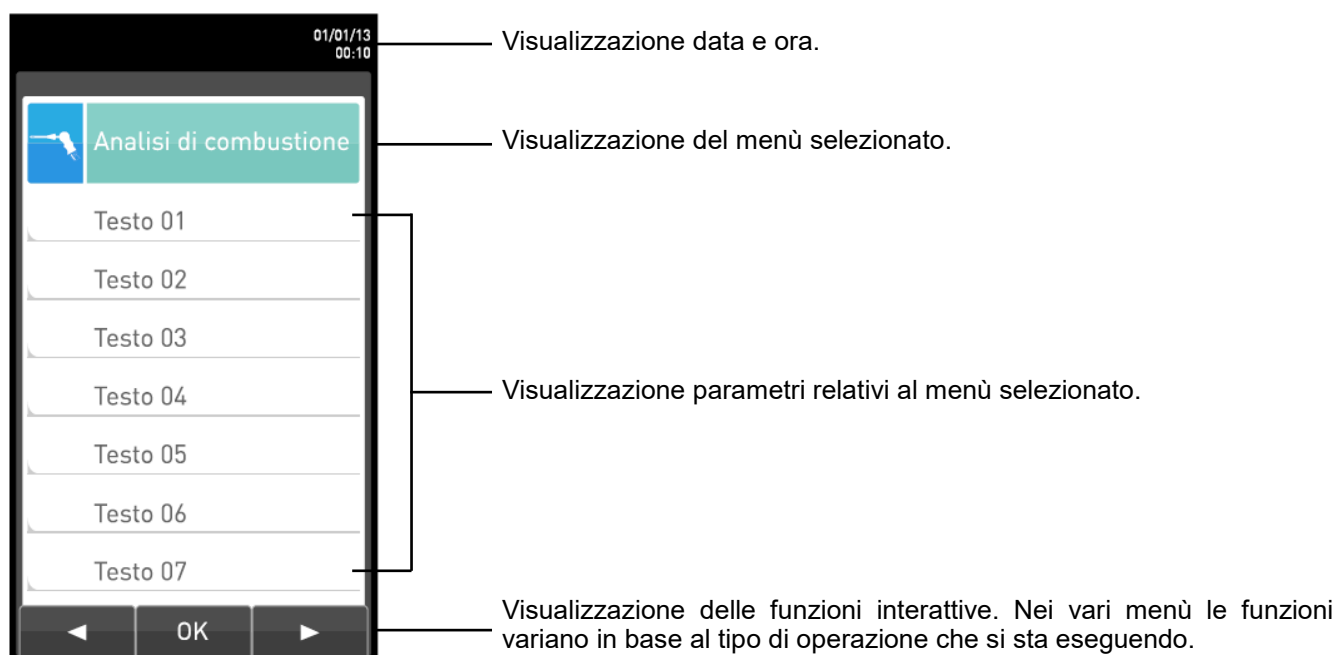 01/01/13
00:10
Visualizzazione data e ora.
Analisi di combustione
Visualizzazione del menù selezionato.
Testo 01
Testo 02
Testo 03
Testo 04
Testo 05
Testo 06
Testo 07
Visualizzazione parametri relativi al menù selezionato.
◄ OK ►
Visualizzazione delle funzioni interattive. Nei vari menù le funzioni
variano in base al tipo di operazione che si sta eseguendo.